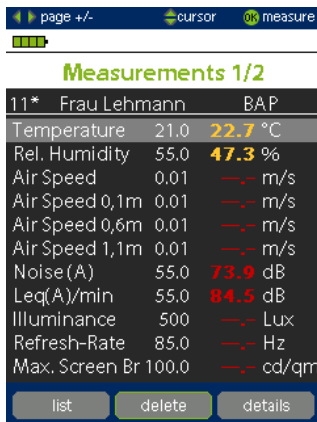 page +/- cursor OK measure
Measurements 1/2
11* Frau Lehmann BAP
Temperature 21.0 22.7 °C
Rel. Humidity 55.0 47.3 %
Air Speed 0.01 --.- m/s
Air Speed 0,1m 0.01 --.- m/s
Air Speed 0,6m 0.01 --.- m/s
Air Speed 1,1m 0.01 --.- m/s
Noise(A) 55.0 73.9 dB
Leq(A)/min 55.0 84.5 dB
Illuminance 500 --.- Lux
Refresh-Rate 85.0 --.- Hz
Max. Screen Br 100.0 --.- cd/qm
list delete details